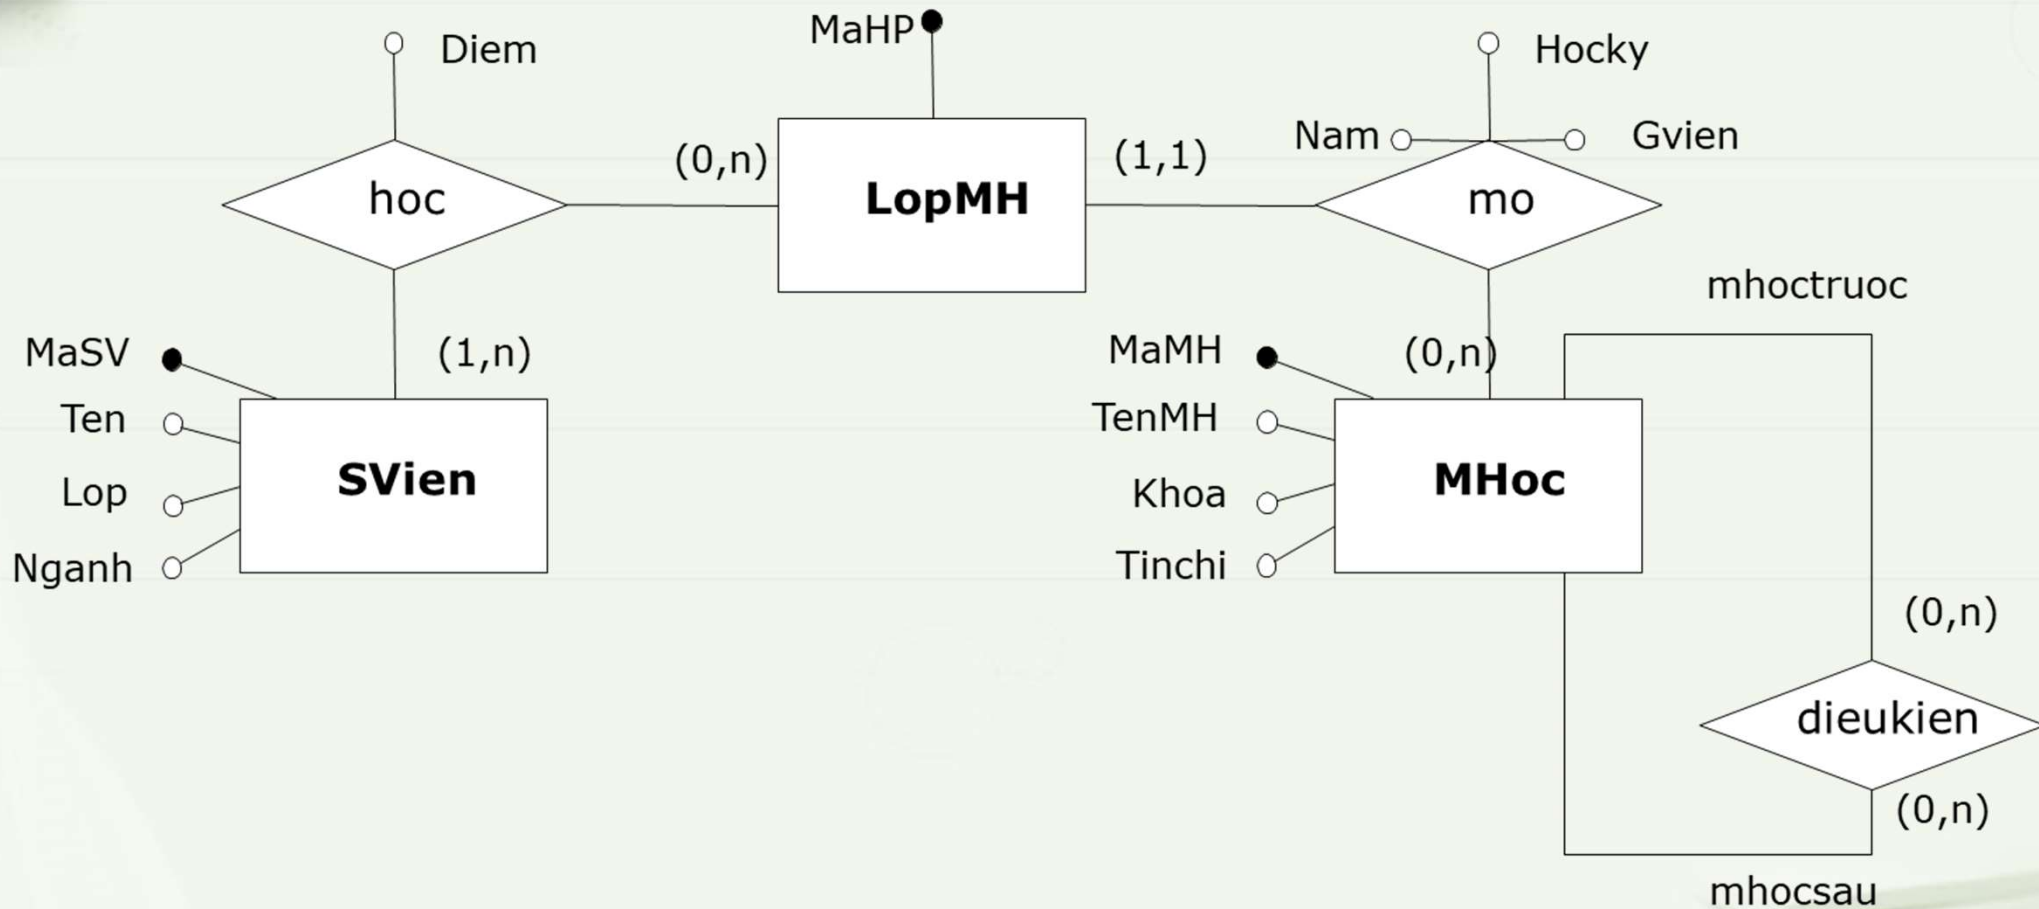 MaHP
Diem
Hocky
Nam
Gvien
(0,n)
(1,1)
hoc
LopMH
mo
mhoctruoc
MaSV
(1,n)
MaMH
(0,n)
Ten
TenMH
SVien
MHoc
Lop
Khoa
Nganh
Tinchi
(0,n)
dieukien
(0,n)
mhocsau